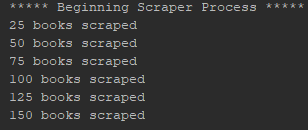 ***** Beginning Scraper Process *****
25 books scraped
50 books scraped
75 books scraped
100 books scraped
125 books scraped
150 books scraped